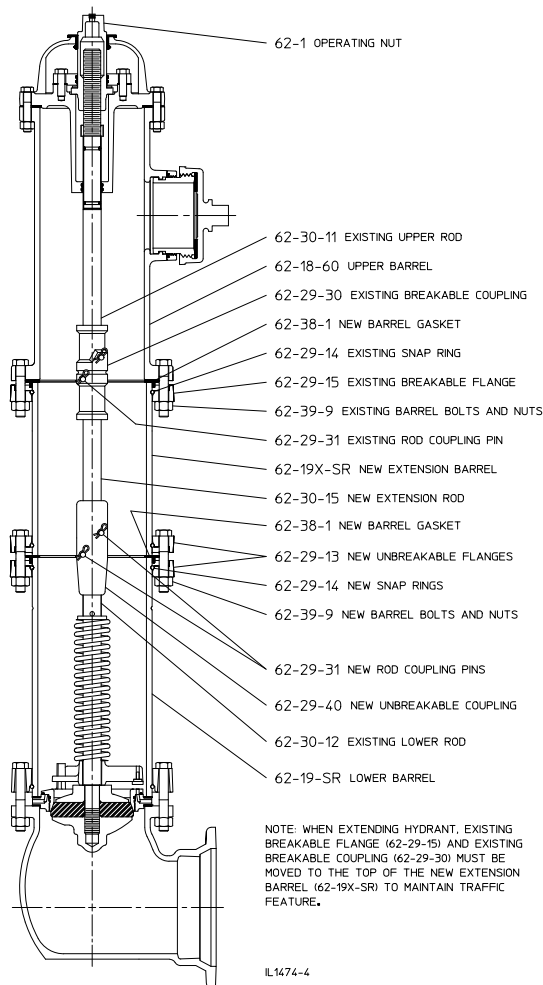 62-1 OPERATING NUT
62-30-11 EXISTING UPPER ROD
62-18-60 UPPER BARREL
62-29-30 EXISTING BREAKABLE COUPLING
62-38-1 NEW BARREL GASKET
62-29-14 EXISTING SNAP RING
62-29-15 EXISTING BREAKABLE FLANGE
62-39-9 EXISTING BARREL BOLTS AND NUTS
62-29-31 EXISTING ROD COUPLING PIN
62-19X-SR NEW EXTENSION BARREL
62-30-15 NEW EXTENSION ROD
62-38-1 NEW BARREL GASKET
62-29-13 NEW UNBREAKABLE FLANGES
62-29-14 NEW SNAP RINGS
62-39-9 NEW BARREL BOLTS AND NUTS
62-29-31 NEW ROD COUPLING PINS
62-29-40 NEW UNBREAKABLE COUPLING
62-30-12 EXISTING LOWER ROD
62-19-SR LOWER BARREL
NOTE: WHEN EXTENDING HYDRANT, EXISTING
BREAKABLE FLANGE (62-29-15) AND EXISTING
BREAKABLE COUPLING (62-29-30) MUST BE
MOVED TO THE TOP OF THE NEW EXTENSION
BARREL (62-19X-SR) TO MAINTAIN TRAFFIC
FEATURE.
IL1474-4